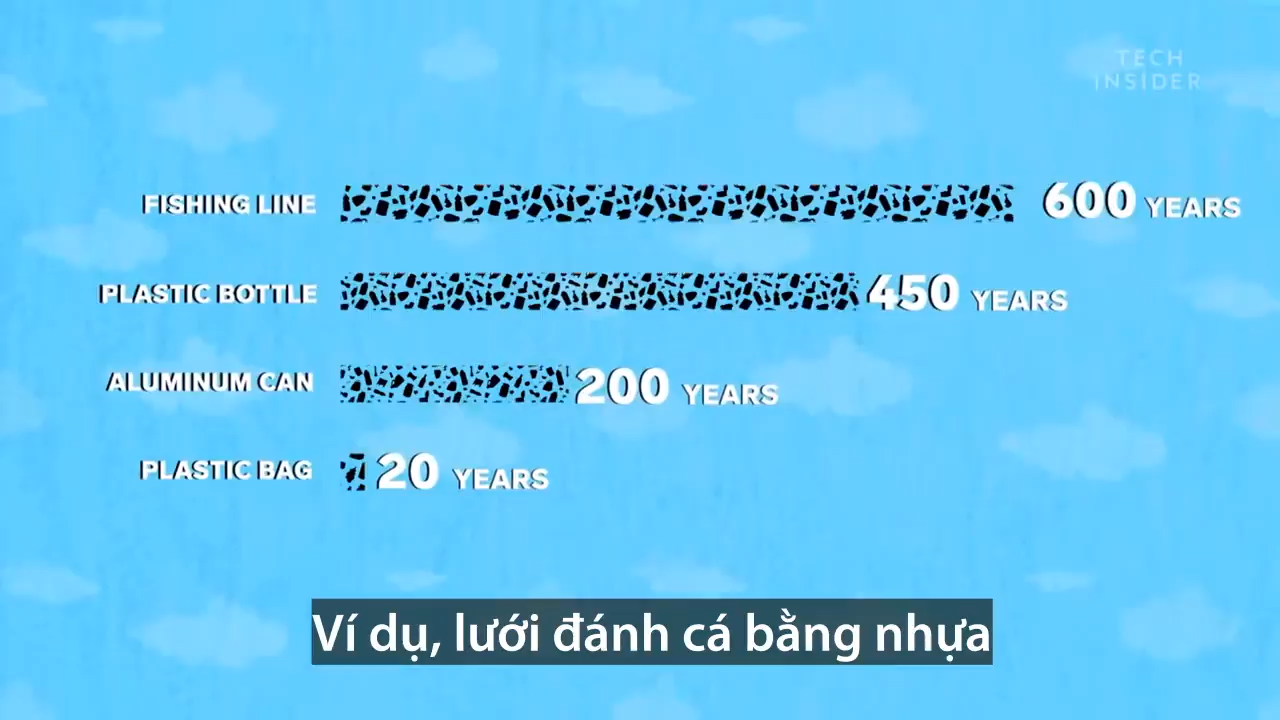 TECH
INSIDER
FISHING LINE 600 YEARS
PLASTIC BOTTLE 450 YEARS
ALUMINUM CAN 200 YEARS
PLASTIC BAG 20 YEARS
Ví dụ, lưới đánh cá bằng nhựa